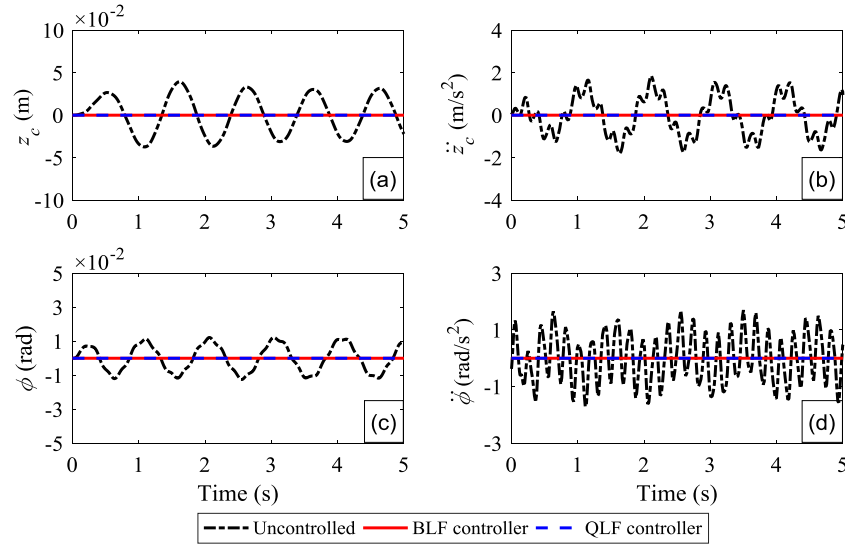 ×10⁻²
10
5
0
-5
-10
z_c (m)
0 1 2 3 4 5
(a)
4
2
0
-2
-4
z̈_c (m/s²)
0 1 2 3 4 5
(b)
×10⁻²
5
3
1
-1
-3
-5
ϕ (rad)
0 1 2 3 4 5
Time (s)
(c)
3
1
-1
-3
ϕ̈ (rad/s²)
0 1 2 3 4 5
Time (s)
(d)
Uncontrolled BLF controller QLF controller